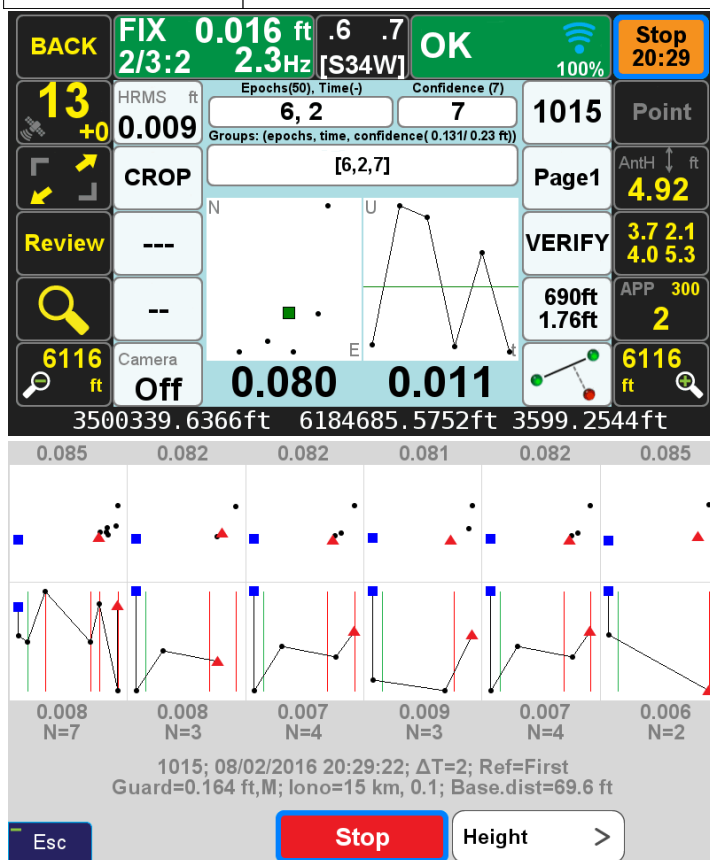 BACK
FIX 0.016 ft
2/3:2 2.3Hz
.6 .7
[S34W]
OK
100%
Stop
20:29
13
+0
HRMS ft
0.009
Epochs(50), Time(-)
6, 2
Confidence (7)
7
Groups: (epochs, time, confidence( 0.131/ 0.23 ft))
[6,2,7]
1015
Point
CROP
Page1
AntH ft
4.92
Review
---
N
E
U
t
VERIFY
3.7 2.1
4.0 5.3
--
690ft
1.76ft
APP 300
2
6116
ft
Camera
Off
0.080
0.011
6116
ft
3500339.6366ft 6184685.5752ft 3599.2544ft
0.085 0.082 0.082 0.081 0.082 0.085
0.008 0.008 0.007 0.009 0.007 0.006
N=7 N=3 N=4 N=3 N=4 N=2
1015; 08/02/2016 20:29:22; ΔT=2; Ref=First
Guard=0.164 ft,M; Iono=15 km, 0.1; Base.dist=69.6 ft
Esc
Stop
Height >